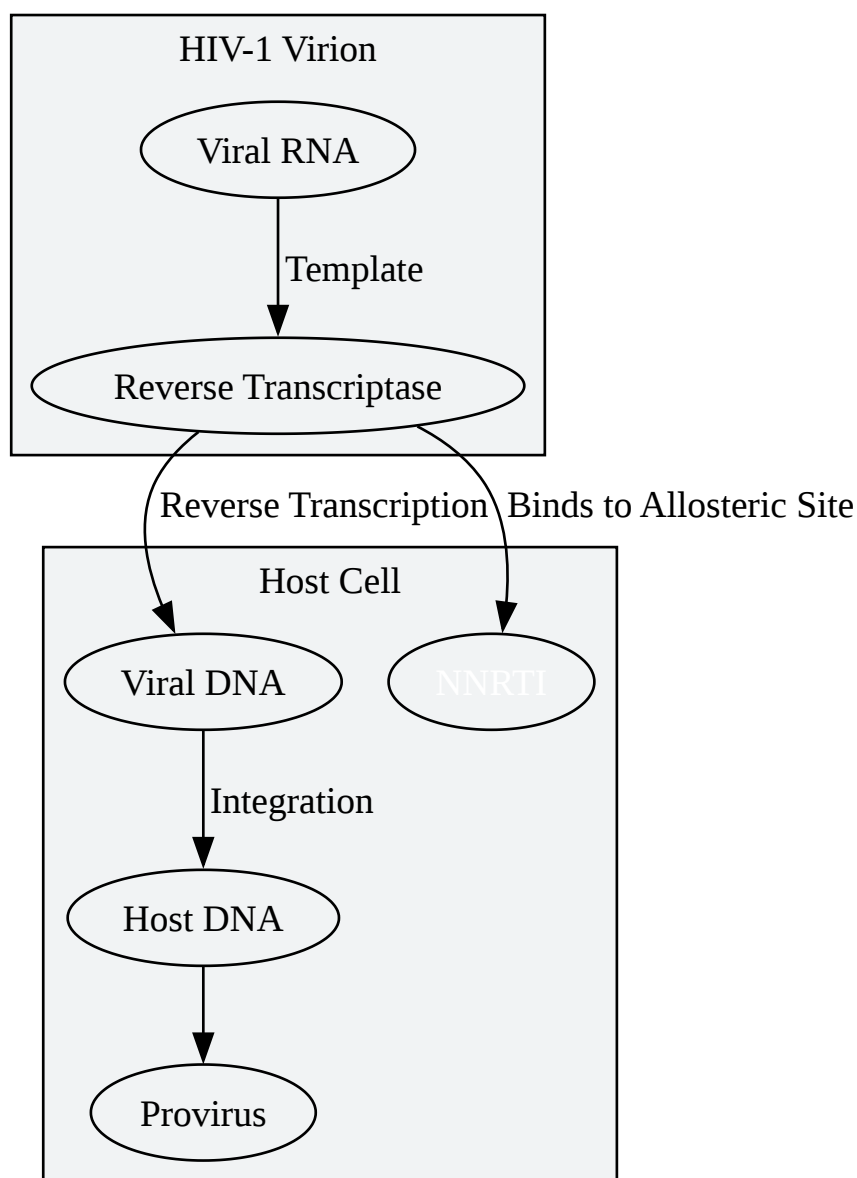 HIV-1 Virion
Viral RNA
Template
Reverse Transcriptase
Reverse Transcription
Binds to Allosteric Site
Host Cell
Viral DNA
NNRTI
Integration
Host DNA
Provirus